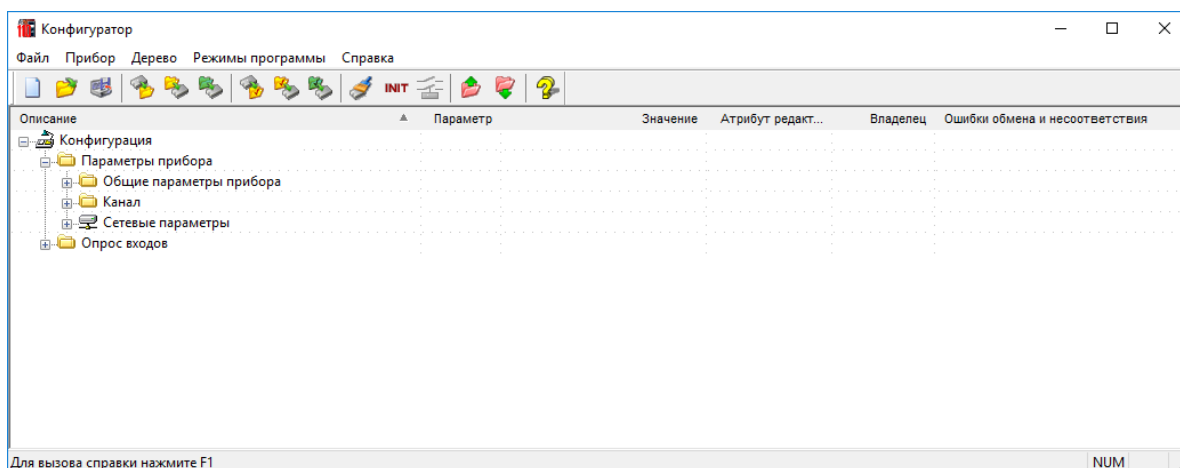 Конфигуратор
Файл Прибор Дерево Режимы программы Справка
INIT
Описание Параметр Значение Атрибут редакт... Владелец Ошибки обмена и несоответствия
Конфигурация
Параметры прибора
Общие параметры прибора
Канал
Сетевые параметры
Опрос входов
Для вызова справки нажмите F1 NUM